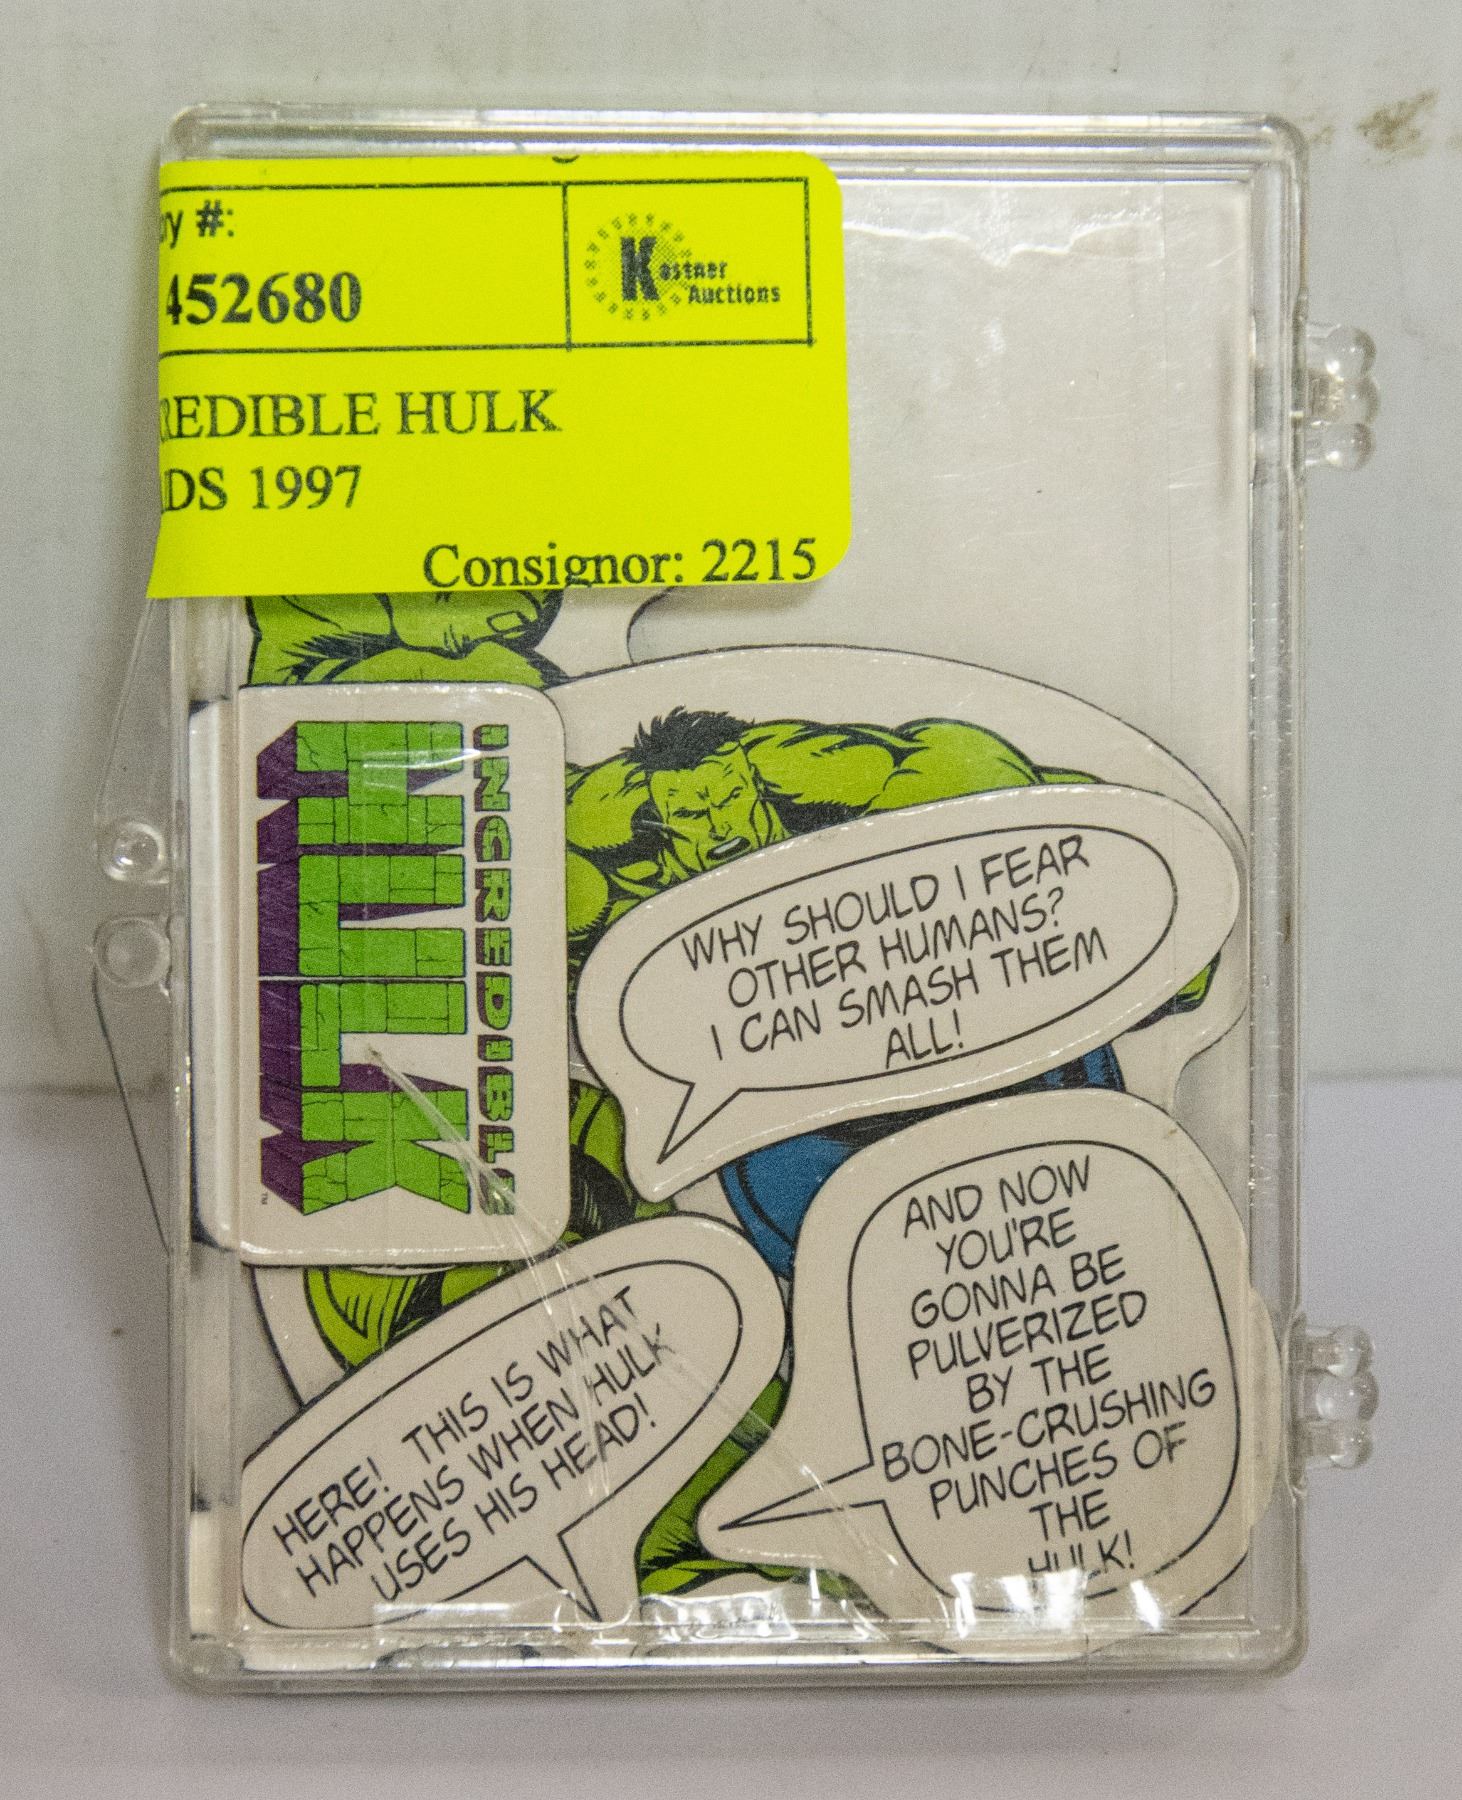 #:
452680
Kastner
Auctions
REDIBLE HULK
DS 1997
Consignor: 2215
INCREDIBLE
HULK
WHY SHOULD I FEAR
OTHER HUMANS?
I CAN SMASH THEM
ALL!
AND NOW
YOU'RE
GONNA BE
PULVERIZED
BY THE
BONE-CRUSHING
PUNCHES OF
THE
HULK!
HERE! THIS IS WHAT
HAPPENS WHEN HULK
USES HIS HEAD!